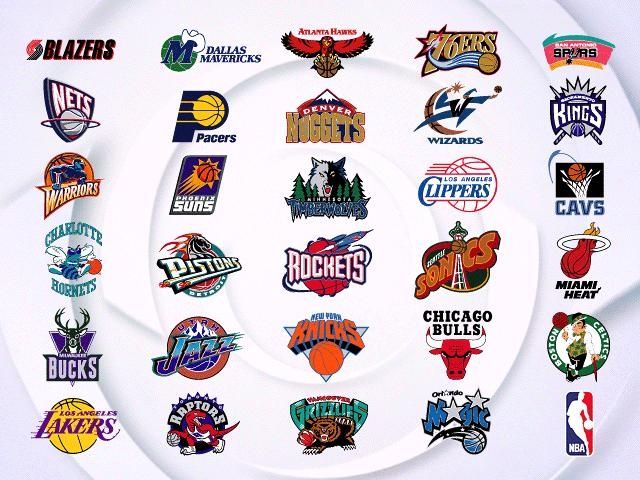 BLAZERS
DALLAS
MAVERICKS
ATLANTA HAWKS
76ERS
SAN ANTONIO
SPURS
NETS
Pacers
DENVER
NUGGETS
WIZARDS
SACRAMENTO
KINGS
WARRIORS
PHOENIX
SUNS
MINNESOTA
TIMBERWOLVES
LOS ANGELES
CLIPPERS
CAVS
CHARLOTTE
HORNETS
PISTONS
DETROIT
ROCKETS
SEATTLE
SONICS
MIAMI
HEAT
MILWAUKEE
BUCKS
UTAH
JAZZ
NEW YORK
KNICKS
CHICAGO
BULLS
BOSTON
CELTICS
LOS ANGELES
LAKERS
RAPTORS
VANCOUVER
GRIZZLIES
Orlando
Magic
NBA